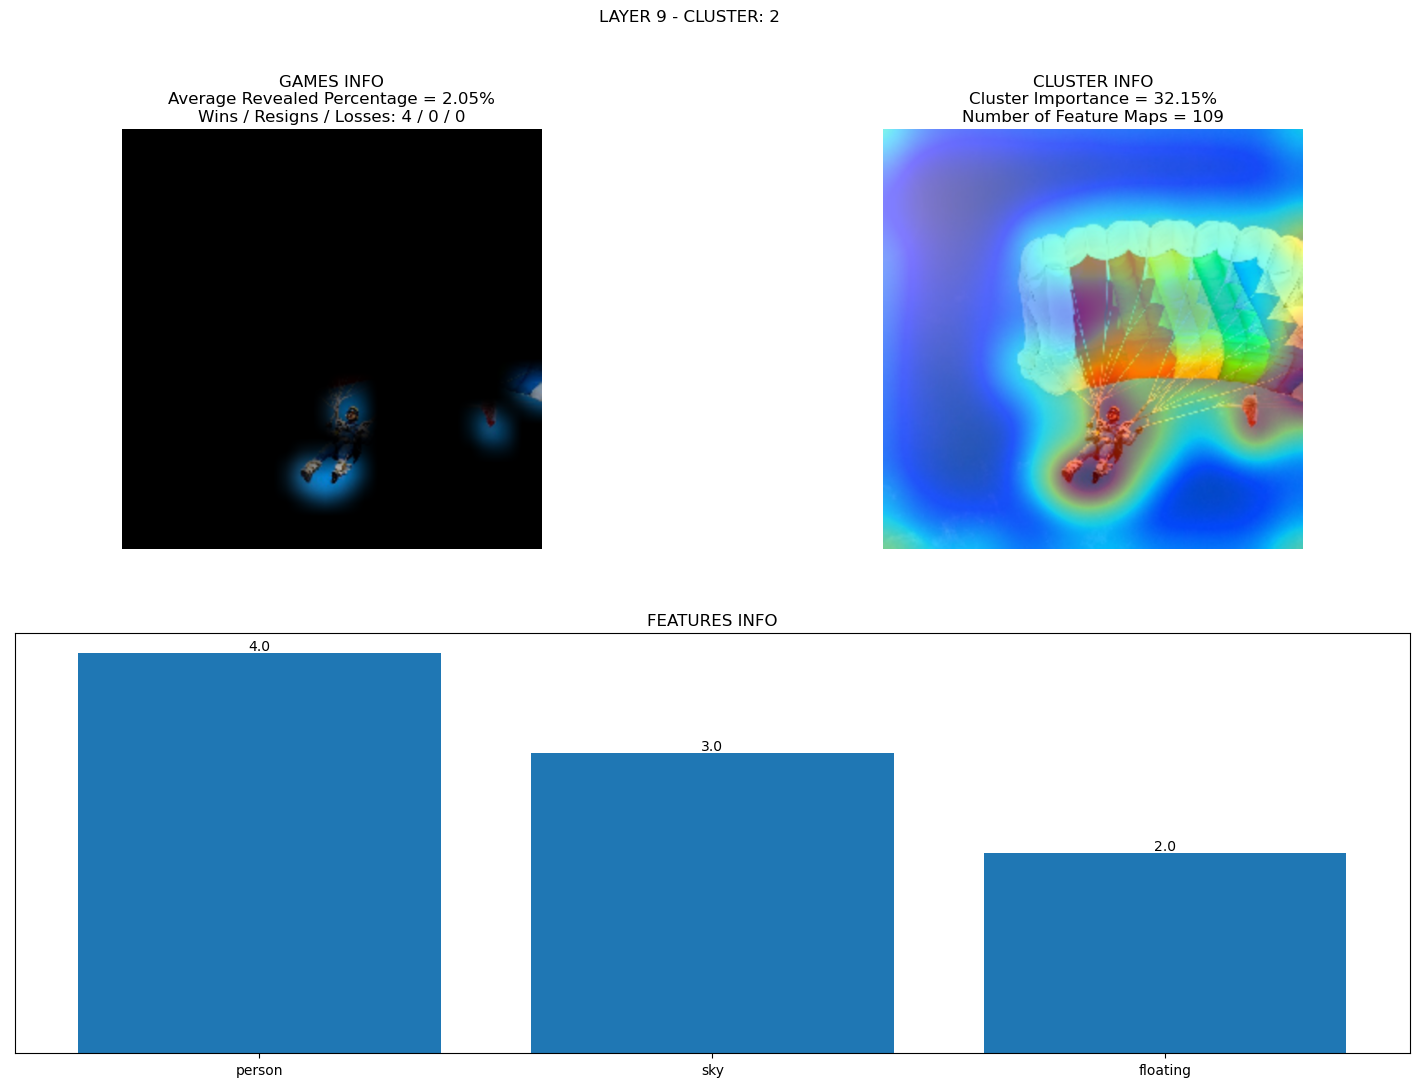 LAYER 9 - CLUSTER: 2
GAMES INFO
Average Revealed Percentage = 2.05%
Wins / Resigns / Losses: 4 / 0 / 0
CLUSTER INFO
Cluster Importance = 32.15%
Number of Feature Maps = 109
FEATURES INFO
4.0
3.0
2.0
person
sky
floating